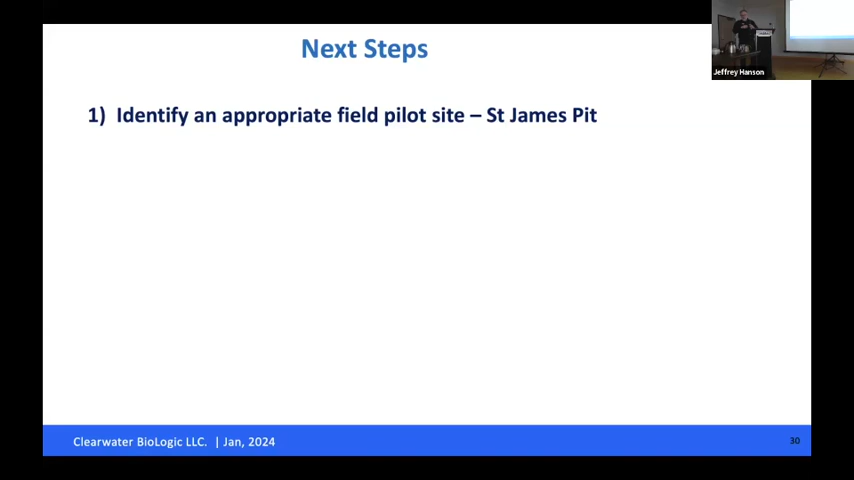 Next Steps
Jeffrey Hanson
1) Identify an appropriate field pilot site – St James Pit
Clearwater BioLogic LLC. | Jan, 2024
30